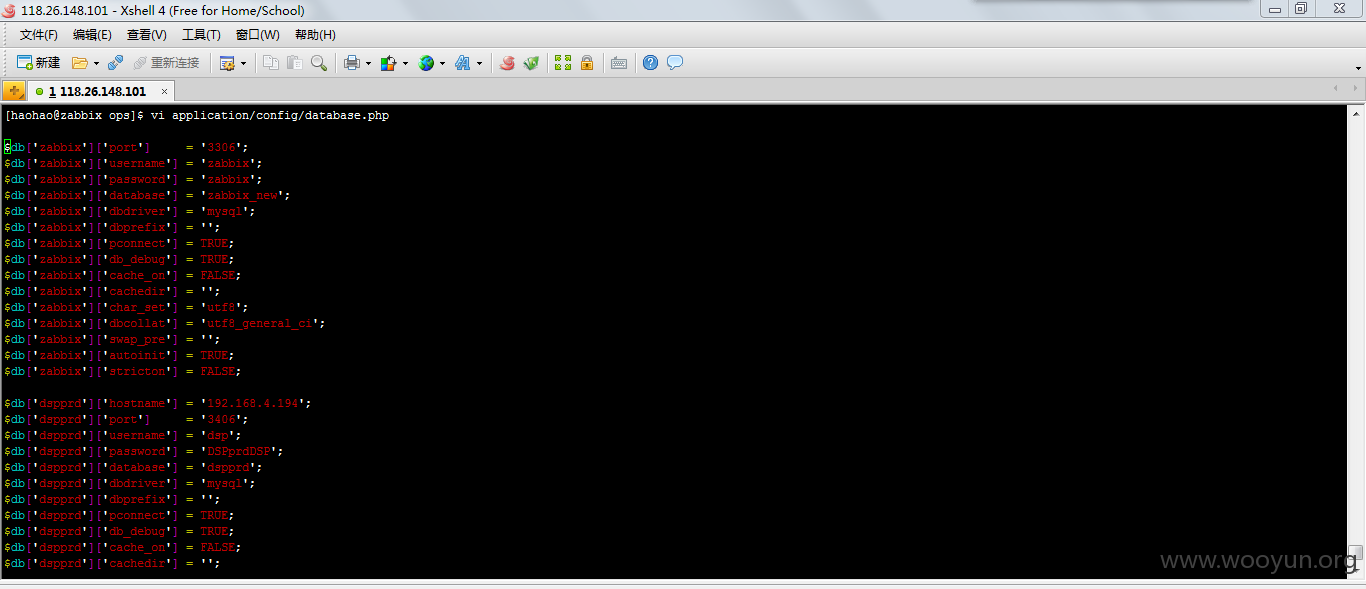 118.26.148.101 - Xshell 4 (Free for Home/School)
文件(F) 编辑(E) 查看(V) 工具(T) 窗口(W) 帮助(H)
新建 重新连接
1 118.26.148.101
[haohao@zabbix ops]$ vi application/config/database.php
$db['zabbix']['port']     = '3306';
$db['zabbix']['username'] = 'zabbix';
$db['zabbix']['password'] = 'zabbix';
$db['zabbix']['database'] = 'zabbix_new';
$db['zabbix']['dbdriver'] = 'mysql';
$db['zabbix']['dbprefix'] = '';
$db['zabbix']['pconnect'] = TRUE;
$db['zabbix']['db_debug'] = TRUE;
$db['zabbix']['cache_on'] = FALSE;
$db['zabbix']['cachedir'] = '';
$db['zabbix']['char_set'] = 'utf8';
$db['zabbix']['dbcollat'] = 'utf8_general_ci';
$db['zabbix']['swap_pre'] = '';
$db['zabbix']['autoinit'] = TRUE;
$db['zabbix']['stricton'] = FALSE;
$db['dspprd']['hostname'] = '192.168.4.194';
$db['dspprd']['port']     = '3406';
$db['dspprd']['username'] = 'dsp';
$db['dspprd']['password'] = 'DSPprdDSP';
$db['dspprd']['database'] = 'dspprd';
$db['dspprd']['dbdriver'] = 'mysql';
$db['dspprd']['dbprefix'] = '';
$db['dspprd']['pconnect'] = TRUE;
$db['dspprd']['db_debug'] = TRUE;
$db['dspprd']['cache_on'] = FALSE;
$db['dspprd']['cachedir'] = '';
www.wooyun.org